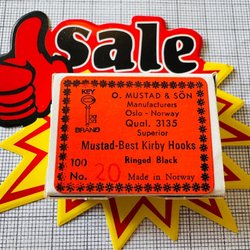 Sale
KEY
BRAND
O. MUSTAD & SÖN
Manufacturers
Oslo - Norway
Qual. 3135
Superior
Mustad-Best Kirby Hooks
100 Ringed Black
No. 20 Made in Norway